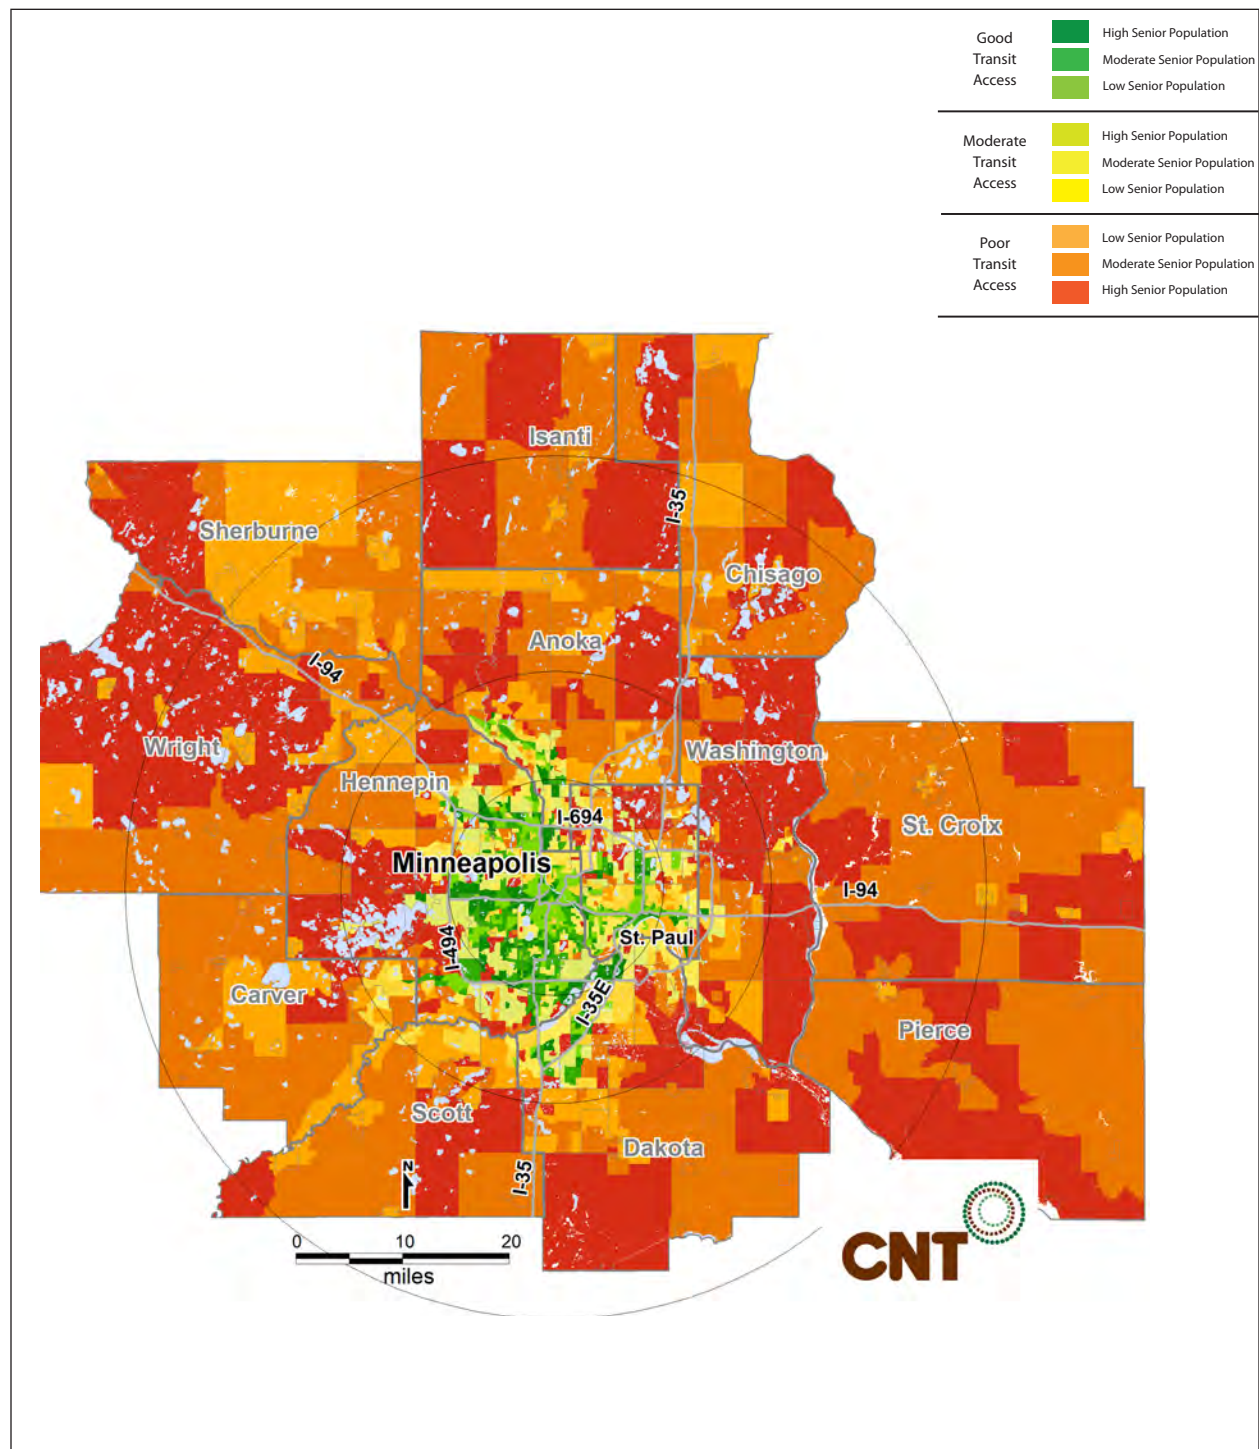 Good
Transit
Access
High Senior Population
Moderate Senior Population
Low Senior Population
Moderate
Transit
Access
High Senior Population
Moderate Senior Population
Low Senior Population
Poor
Transit
Access
Low Senior Population
Moderate Senior Population
High Senior Population
Isanti
I-35
Sherburne
Chisago
Anoka
I-94
Wright
Washington
Hennepin
I-694
St. Croix
Minneapolis
I-94
St. Paul
I-494
I-35E
Carver
Pierce
Scott
Dakota
N
I-35
0 10 20
miles
CNT